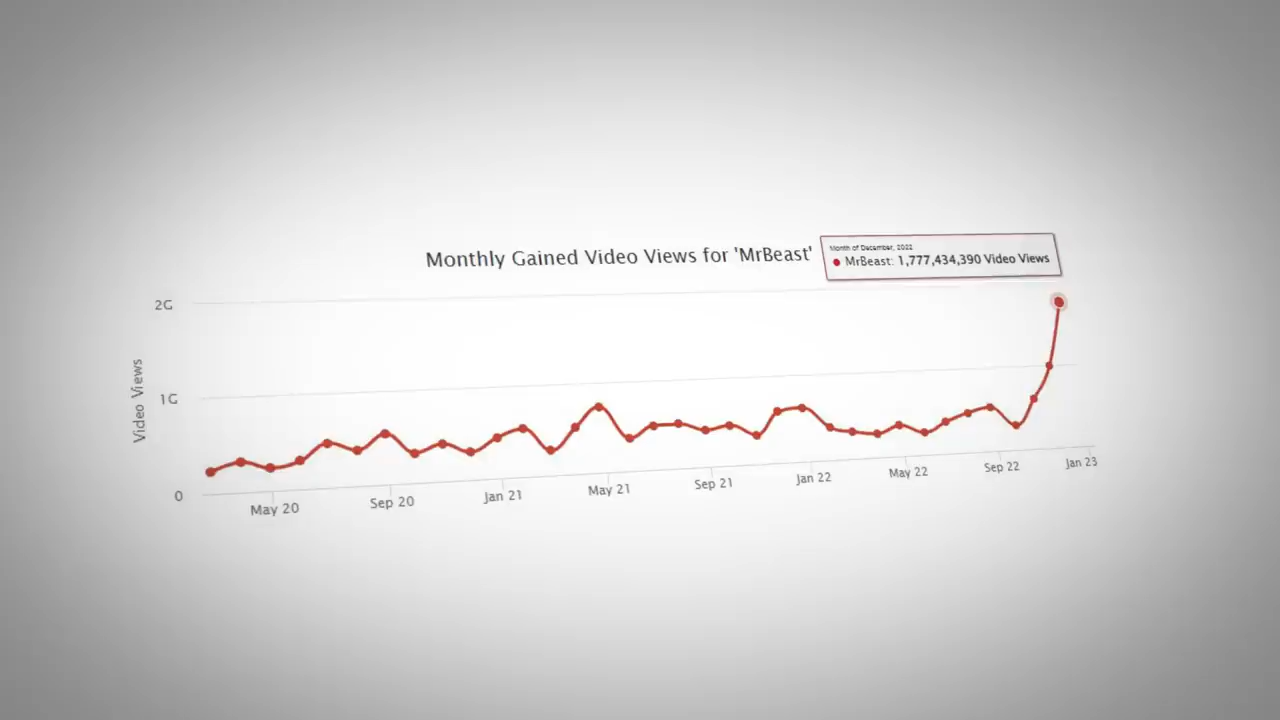 Monthly Gained Video Views for 'MrBeast'
Month of December, 2022
MrBeast: 1,777,434,390 Video Views
2G
1G
0
Video Views
May 20
Sep 20
Jan 21
May 21
Sep 21
Jan 22
May 22
Sep 22
Jan 23